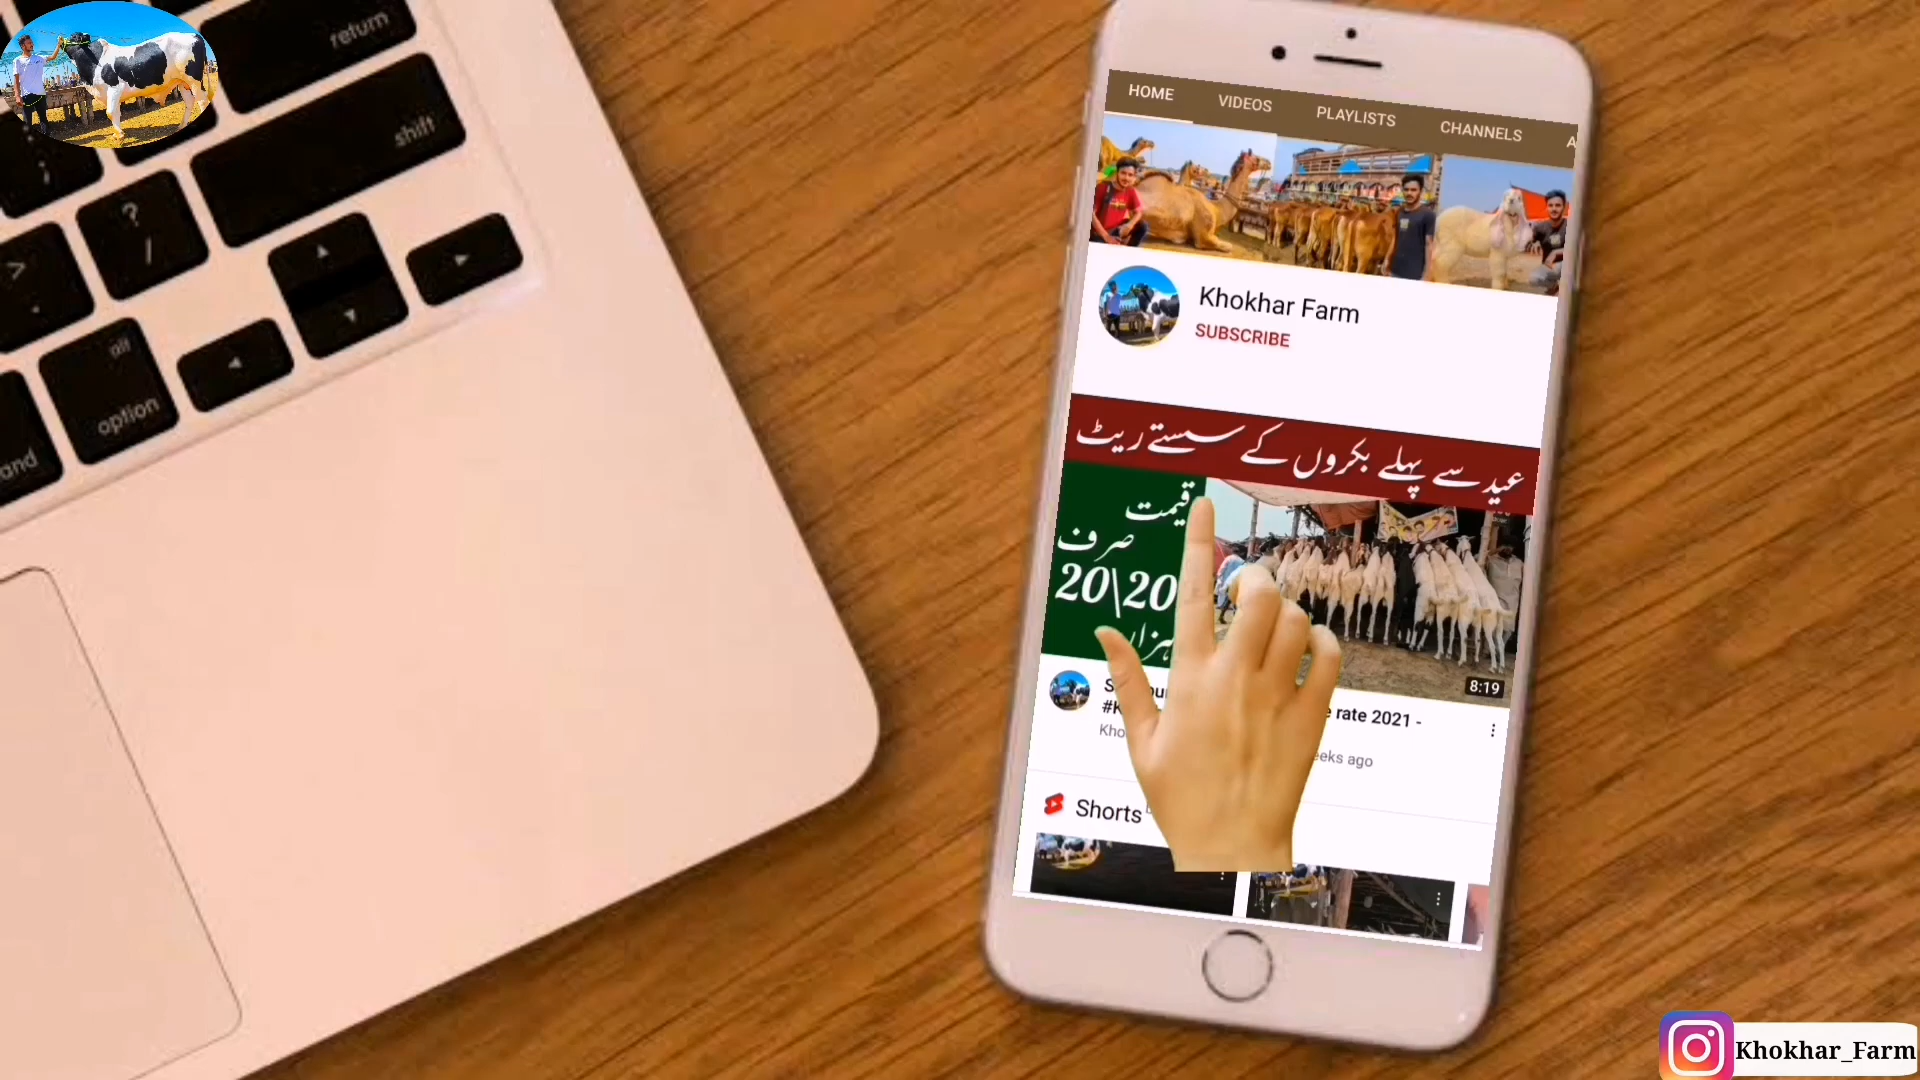 return
shift
?
/
>
.
alt
option
and
HOME
VIDEOS
PLAYLISTS
CHANNELS
A
Khokhar Farm
SUBSCRIBE
عید سے پہلے بکروں کے سستے ریٹ
قیمت
صرف
20\20
ہزار
8:19
rate 2021 -
ago
Shorts
Khokhar_Farm